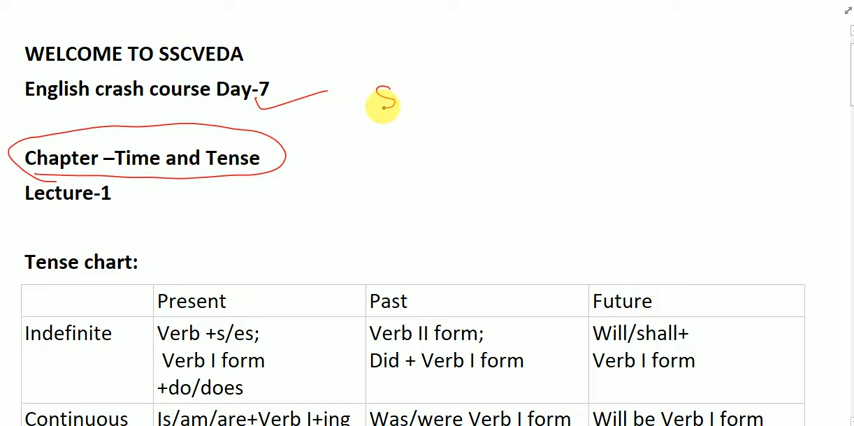 WELCOME TO SSCVEDA
English crash course Day-7
S
Chapter –Time and Tense
Lecture-1
Tense chart:
Present Past Future
Indefinite Verb +s/es; Verb II form; Will/shall+
Verb I form Did + Verb I form Verb I form
+do/does
Continuous Is/am/are+Verb I+ing Was/were Verb I form Will be Verb I form